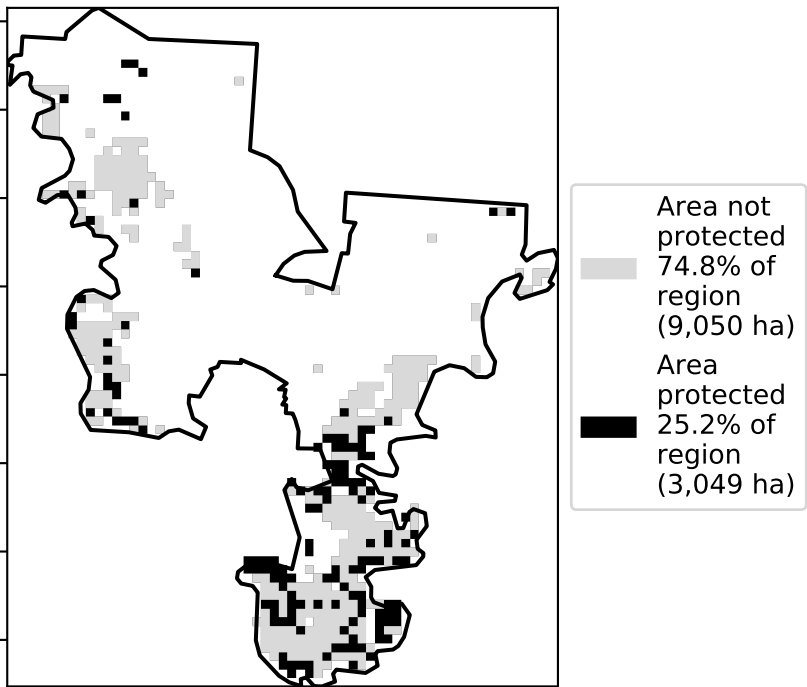 Area not
protected
74.8% of
region
(9,050 ha)
Area
protected
25.2% of
region
(3,049 ha)